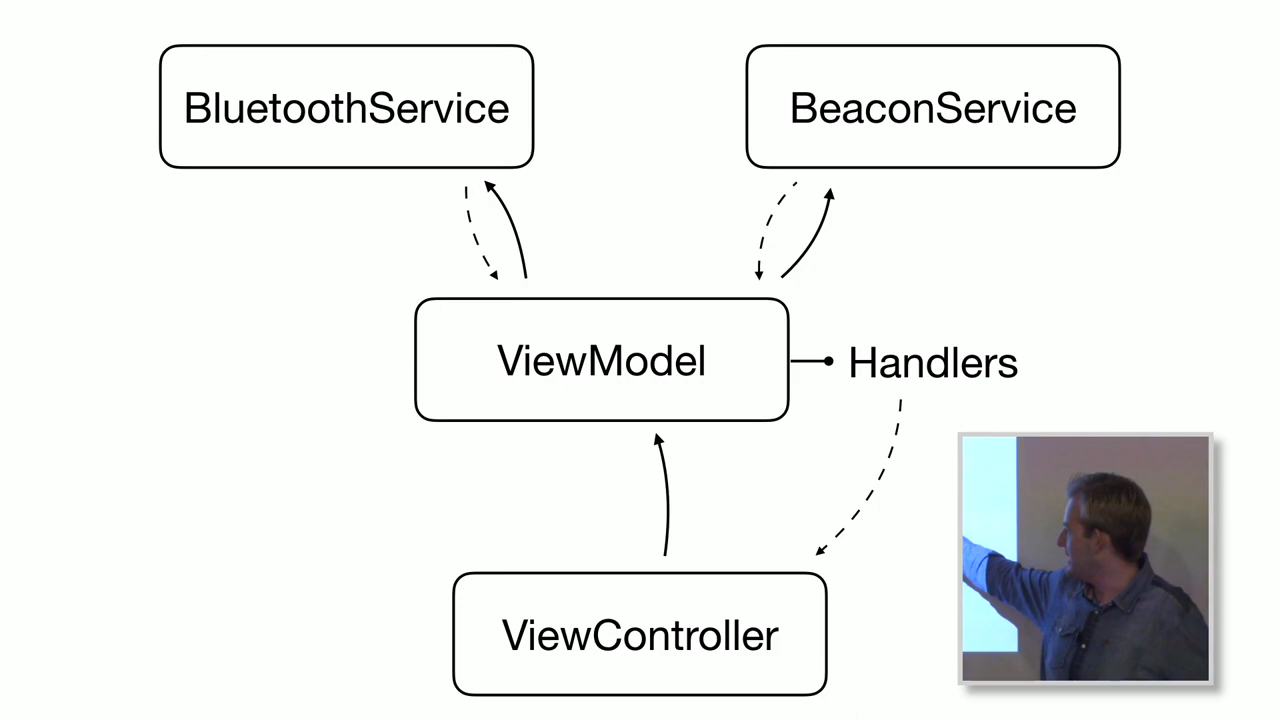 BluetoothService
BeaconService
ViewModel
Handlers
ViewController